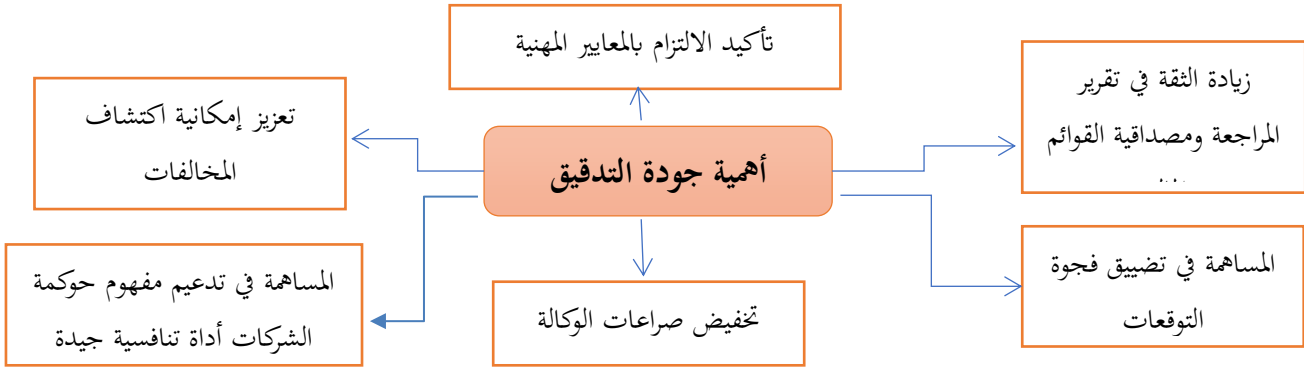 تأكيد الالتزام بالمعايير المهنية
زيادة الثقة في تقرير
المراجعة ومصداقية القوائم
تعزيز إمكانية اكتشاف
المخالفات
أهمية جودة التدقيق
المساهمة في تضييق فجوة
التوقعات
المساهمة في تدعيم مفهوم حوكمة
الشركات أداة تنافسية جيدة
تخفيض صراعات الوكالة